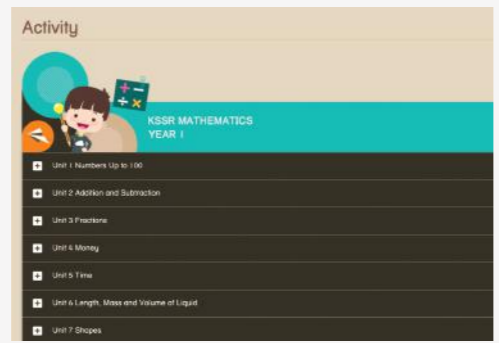 Activity
KSSR MATHEMATICS
YEAR 1
Unit 1 Numbers Up to 100
Unit 2 Addition and Subtraction
Unit 3 Fractions
Unit 4 Money
Unit 5 Time
Unit 6 Length, Mass and Volume of Liquid
Unit 7 Shapes